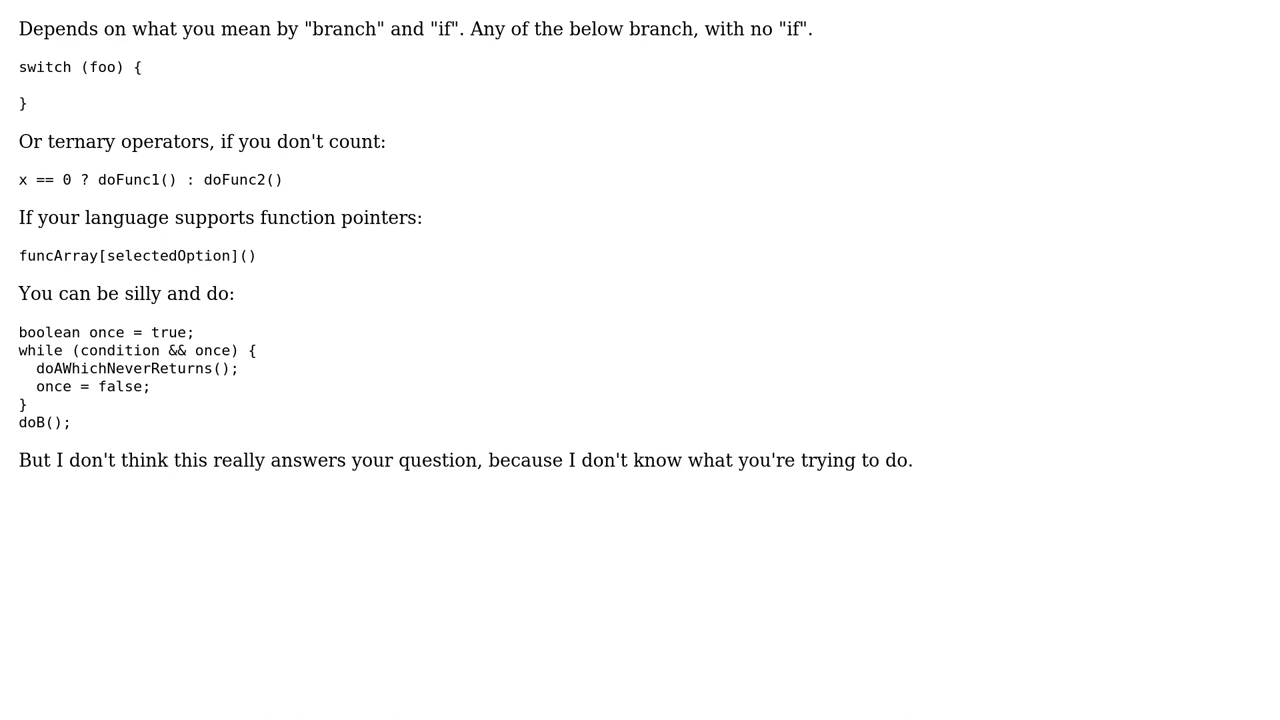 Depends on what you mean by "branch" and "if". Any of the below branch, with no "if".
switch (foo) {
}
Or ternary operators, if you don't count:
x == 0 ? doFunc1() : doFunc2()
If your language supports function pointers:
funcArray[selectedOption]()
You can be silly and do:
boolean once = true;
while (condition && once) {
  doAWhichNeverReturns();
  once = false;
}
doB();
But I don't think this really answers your question, because I don't know what you're trying to do.